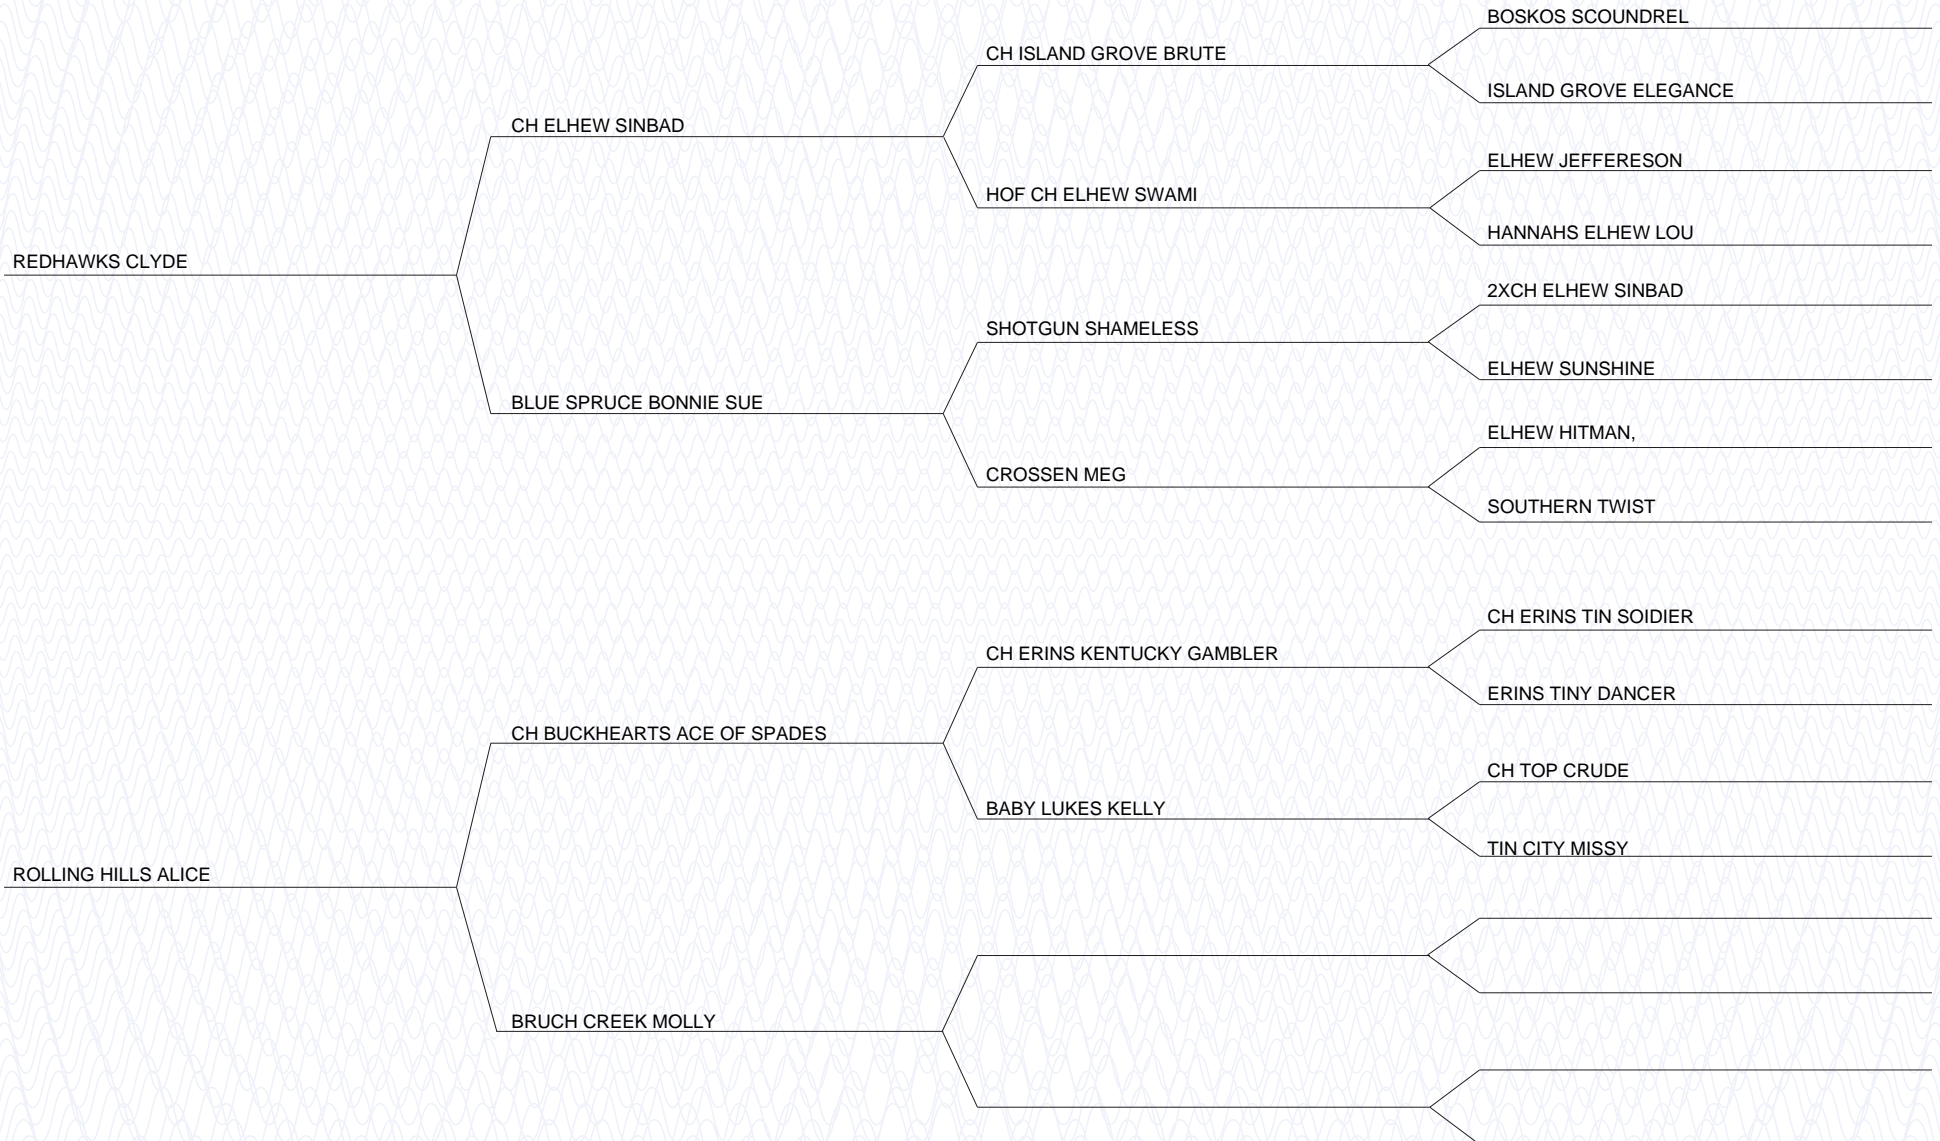 BOSKOS SCOUNDREL
CH ISLAND GROVE BRUTE
ISLAND GROVE ELEGANCE
CH ELHEW SINBAD
ELHEW JEFFERESON
HOF CH ELHEW SWAMI
HANNAHS ELHEW LOU
REDHAWKS CLYDE
2XCH ELHEW SINBAD
SHOTGUN SHAMELESS
ELHEW SUNSHINE
BLUE SPRUCE BONNIE SUE
ELHEW HITMAN,
CROSSEN MEG
SOUTHERN TWIST
CH ERINS TIN SOIDIER
CH ERINS KENTUCKY GAMBLER
ERINS TINY DANCER
CH BUCKHEARTS ACE OF SPADES
CH TOP CRUDE
BABY LUKES KELLY
TIN CITY MISSY
ROLLING HILLS ALICE
BRUCH CREEK MOLLY